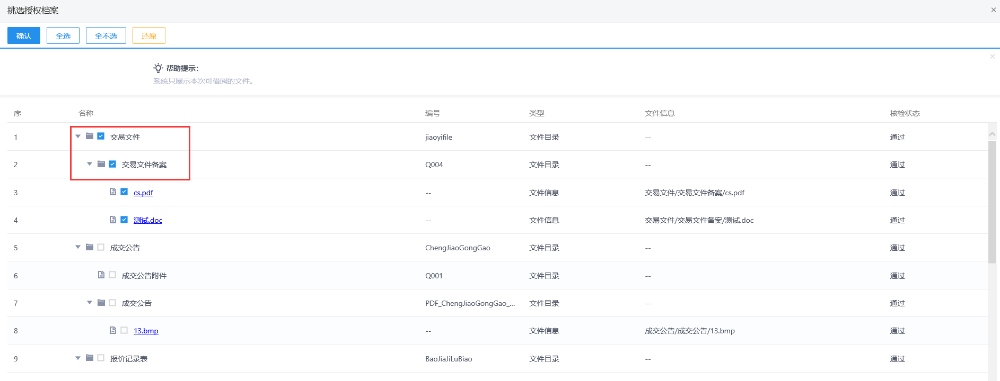 挑选授权档案
确认 全选 全不选 还原
帮助提示：
系统只展示本次可借阅的文件。
序 名称 编号 类型 文件信息 核检状态
1 交易文件 jiaoyifile 文件目录 -- 通过
2 交易文件备案 Q004 文件目录 -- 通过
3 cs.pdf -- 文件信息 交易文件/交易文件备案/cs.pdf 通过
4 测试.doc -- 文件信息 交易文件/交易文件备案/测试.doc 通过
5 成交公告 ChengJiaoGongGao 文件目录 -- 通过
6 成交公告附件 Q001 文件目录 -- 通过
7 成交公告 PDF_ChengJiaoGongGao_... 文件目录 -- 通过
8 13.bmp -- 文件信息 成交公告/成交公告/13.bmp 通过
9 报价记录表 BaoJiaJiLuBiao 文件目录 -- 通过